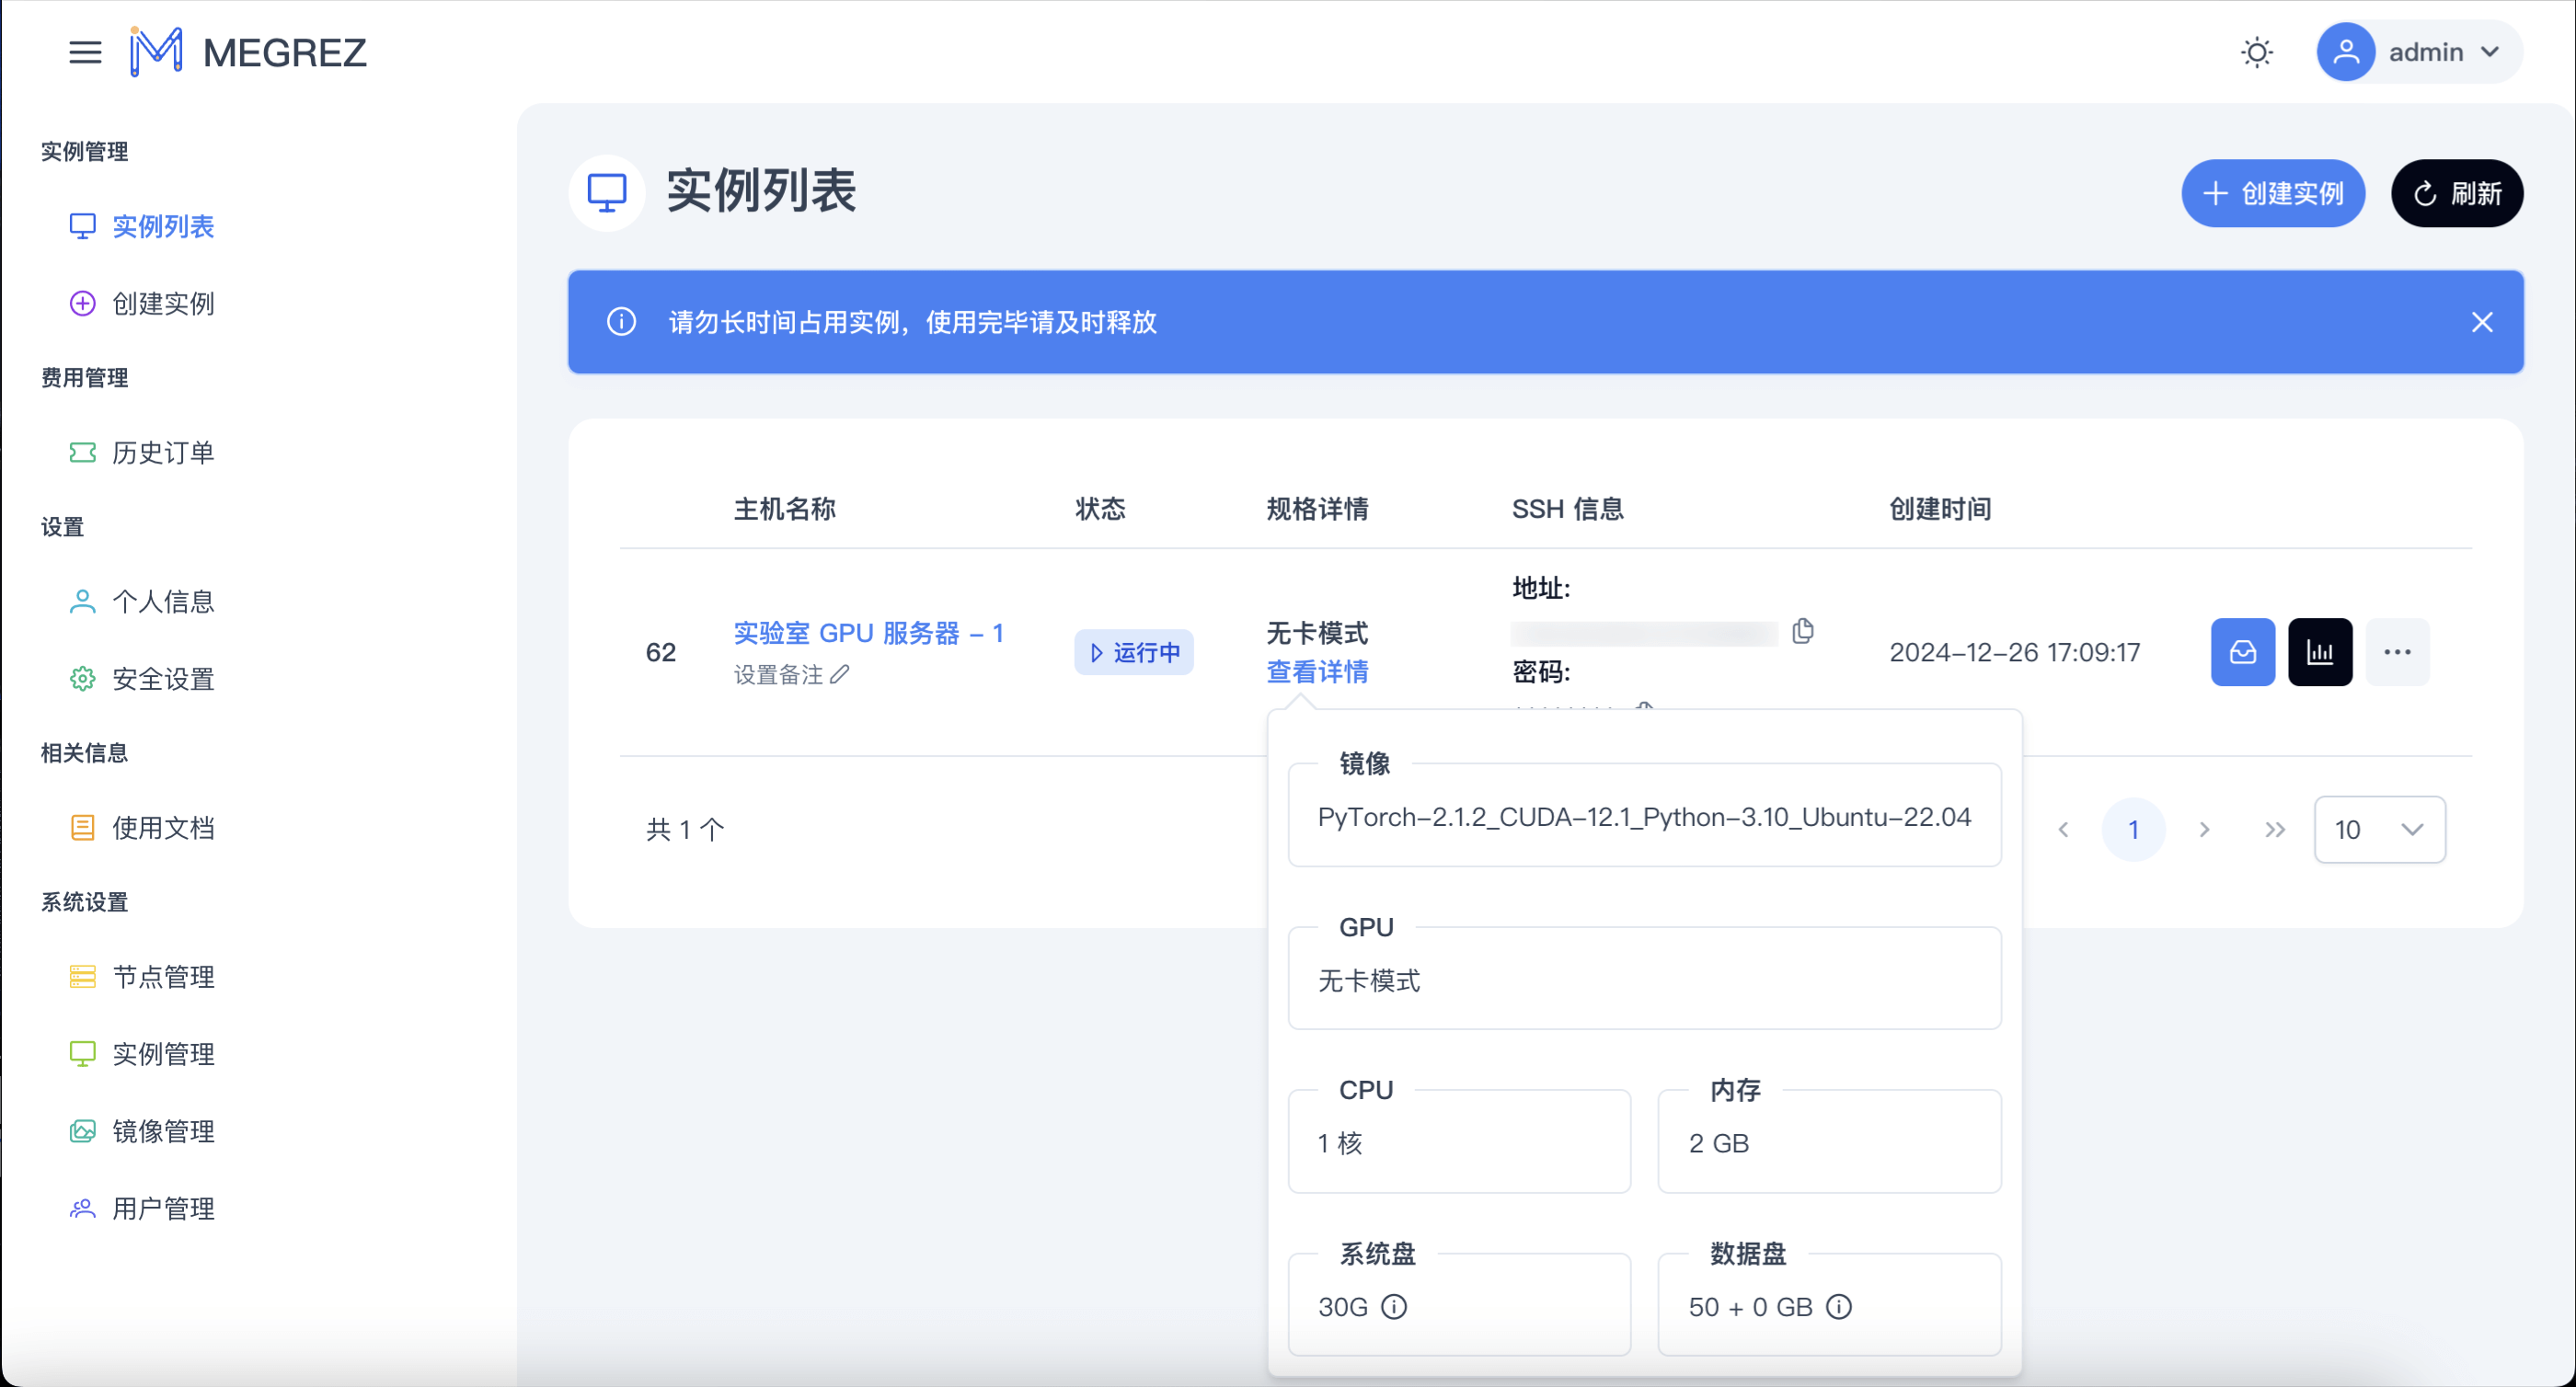 MEGREZ
admin
实例管理
实例列表
创建实例
费用管理
历史订单
设置
个人信息
安全设置
相关信息
使用文档
系统设置
节点管理
实例管理
镜像管理
用户管理
实例列表
创建实例
刷新
请勿长时间占用实例，使用完毕请及时释放
主机名称 状态 规格详情 SSH 信息 创建时间
62
实验室 GPU 服务器 – 1
设置备注
运行中
无卡模式
查看详情
地址:
密码:
2024–12–26 17:09:17
共 1 个
1
10
镜像
PyTorch–2.1.2_CUDA–12.1_Python–3.10_Ubuntu–22.04
GPU
无卡模式
CPU
1 核
内存
2 GB
系统盘
30G
数据盘
50 + 0 GB